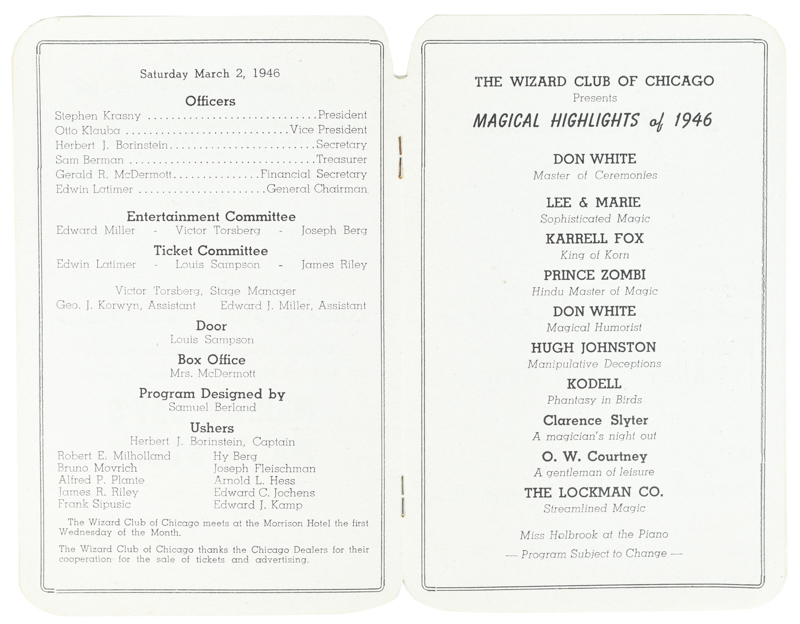 Saturday March 2, 1946
Officers
Stephen Krasny ..............................President
Otto Klauba .............................Vice President
Herbert J. Borinstein.........................Secretary
Sam Berman .................................Treasurer
Gerald R. McDermott...............Financial Secretary
Edwin Latimer ......................General Chairman
Entertainment Committee
Edward Miller - Victor Torsberg - Joseph Berg
Ticket Committee
Edwin Latimer - Louis Sampson - James Riley
Victor Torsberg, Stage Manager
Geo. J. Korwyn, Assistant Edward J. Miller, Assistant
Door
Louis Sampson
Box Office
Mrs. McDermott
Program Designed by
Samuel Berland
Ushers
Herbert J. Borinstein, Captain
Robert E. Milholland Hy Berg
Bruno Movrich Joseph Fleischman
Alfred P. Plante Arnold L. Hess
James R. Riley Edward C. Jochens
Frank Sipusic Edward J. Kamp
The Wizard Club of Chicago meets at the Morrison Hotel the first
Wednesday of the Month.
The Wizard Club of Chicago thanks the Chicago Dealers for their
cooperation for the sale of tickets and advertising.
THE WIZARD CLUB OF CHICAGO
Presents
MAGICAL HIGHLIGHTS of 1946
DON WHITE
Master of Ceremonies
LEE & MARIE
Sophisticated Magic
KARRELL FOX
King of Korn
PRINCE ZOMBI
Hindu Master of Magic
DON WHITE
Magical Humorist
HUGH JOHNSTON
Manipulative Deceptions
KODELL
Phantasy in Birds
Clarence Slyter
A magician's night out
O. W. Courtney
A gentleman of leisure
THE LOCKMAN CO.
Streamlined Magic
Miss Holbrook at the Piano
— Program Subject to Change —